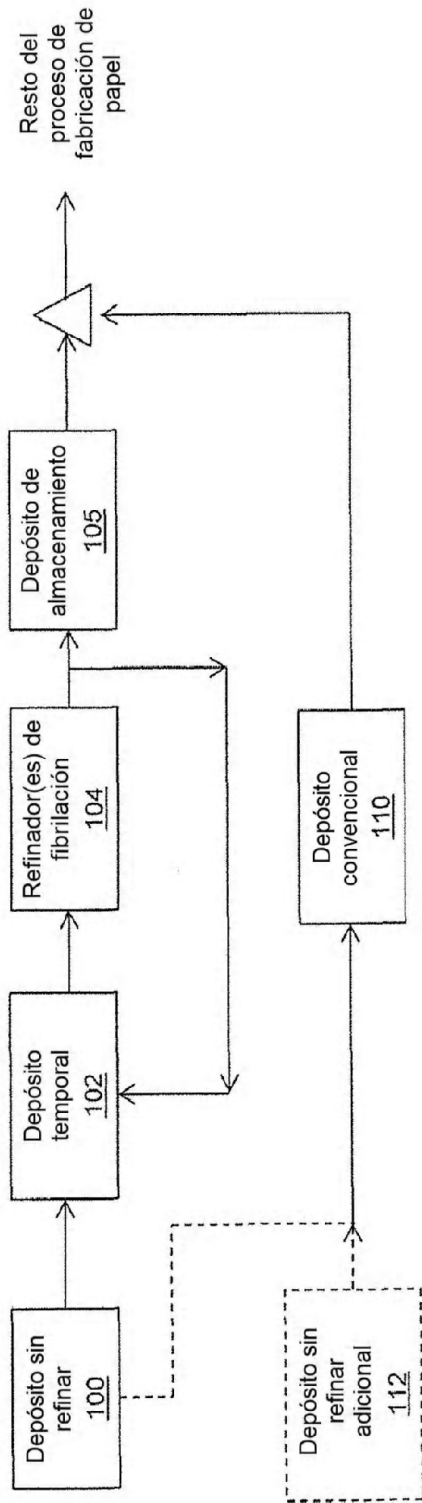 Depósito sin
refinar
100
Depósito
temporal
102
Refinador(es) de
fibrilación
104
Depósito de
almacenamiento
105
Resto del
proceso de
fabricación de
papel
Depósito sin
refinar
adicional
112
Depósito
convencional
110